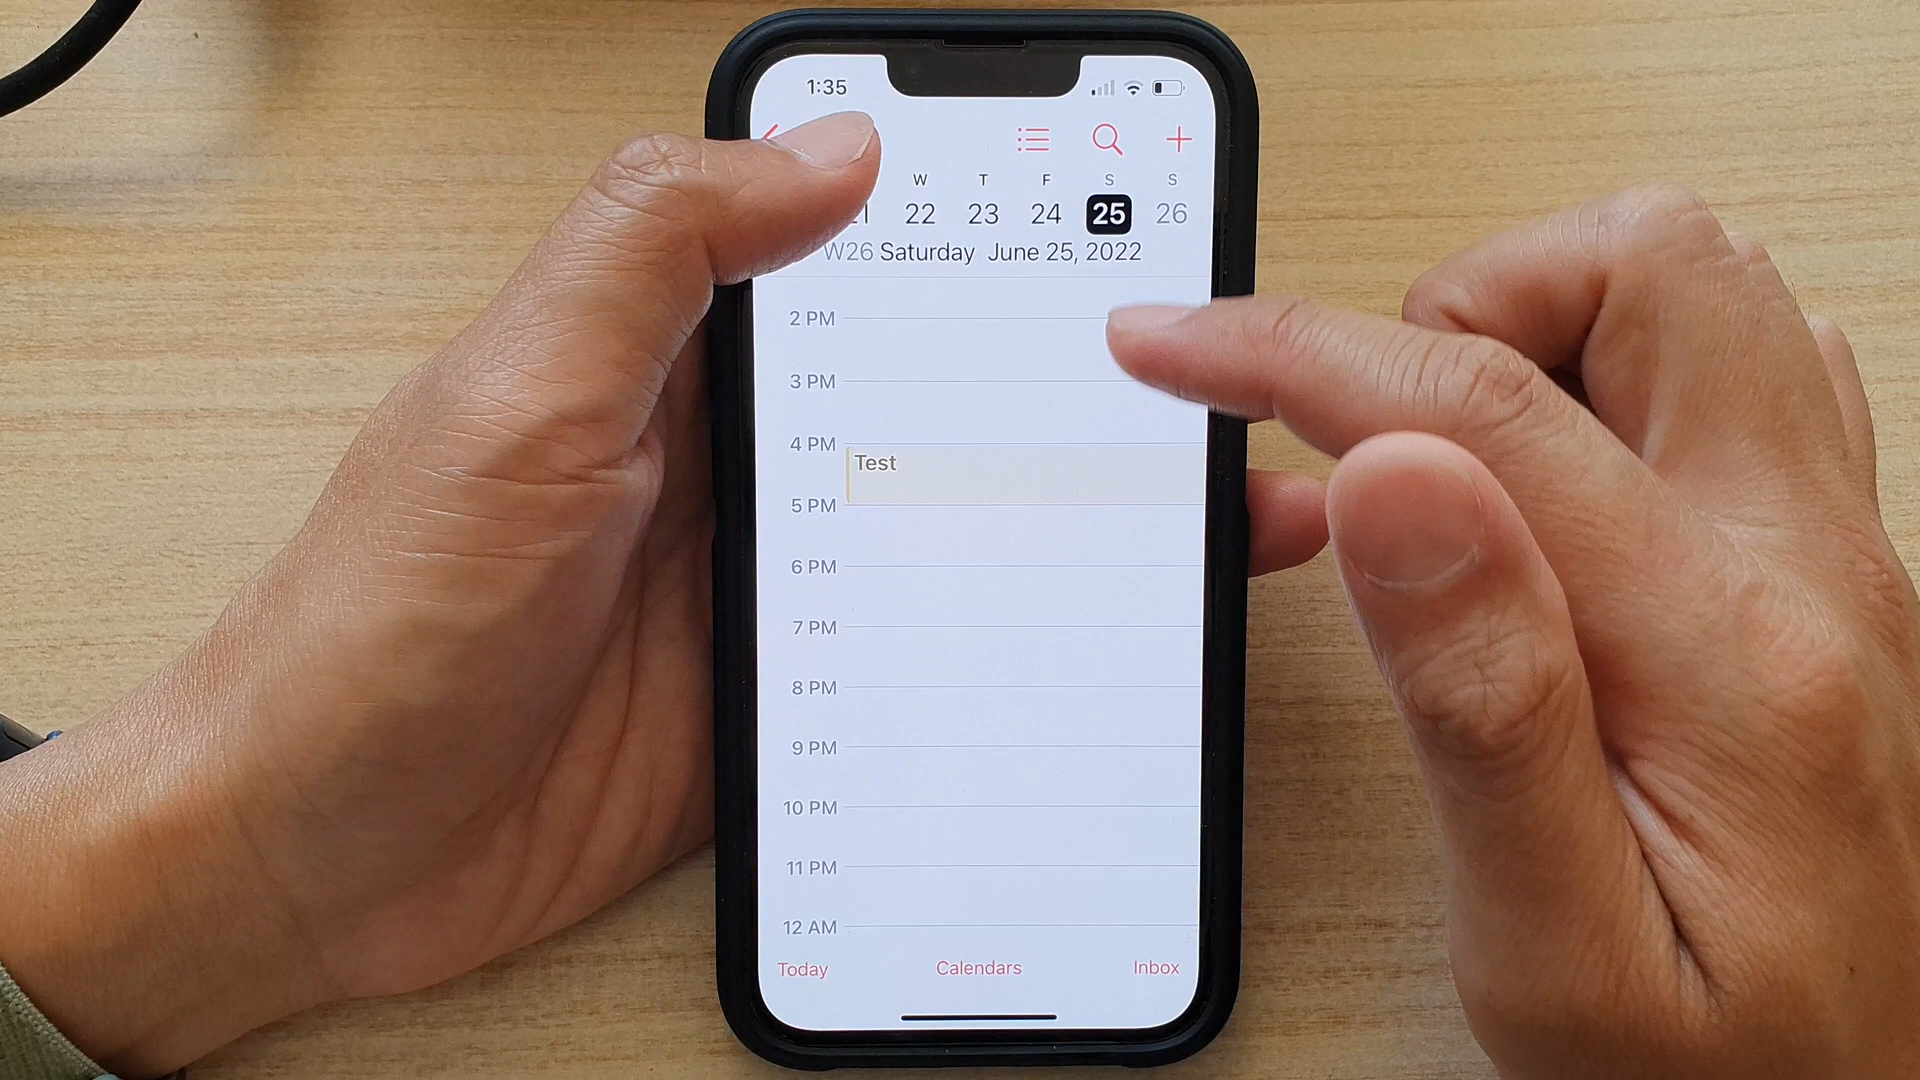 1:35
W T F S S
22 23 24 25 26
W26 Saturday June 25, 2022
2 PM
3 PM
4 PM
Test
5 PM
6 PM
7 PM
8 PM
9 PM
10 PM
11 PM
12 AM
Today Calendars Inbox